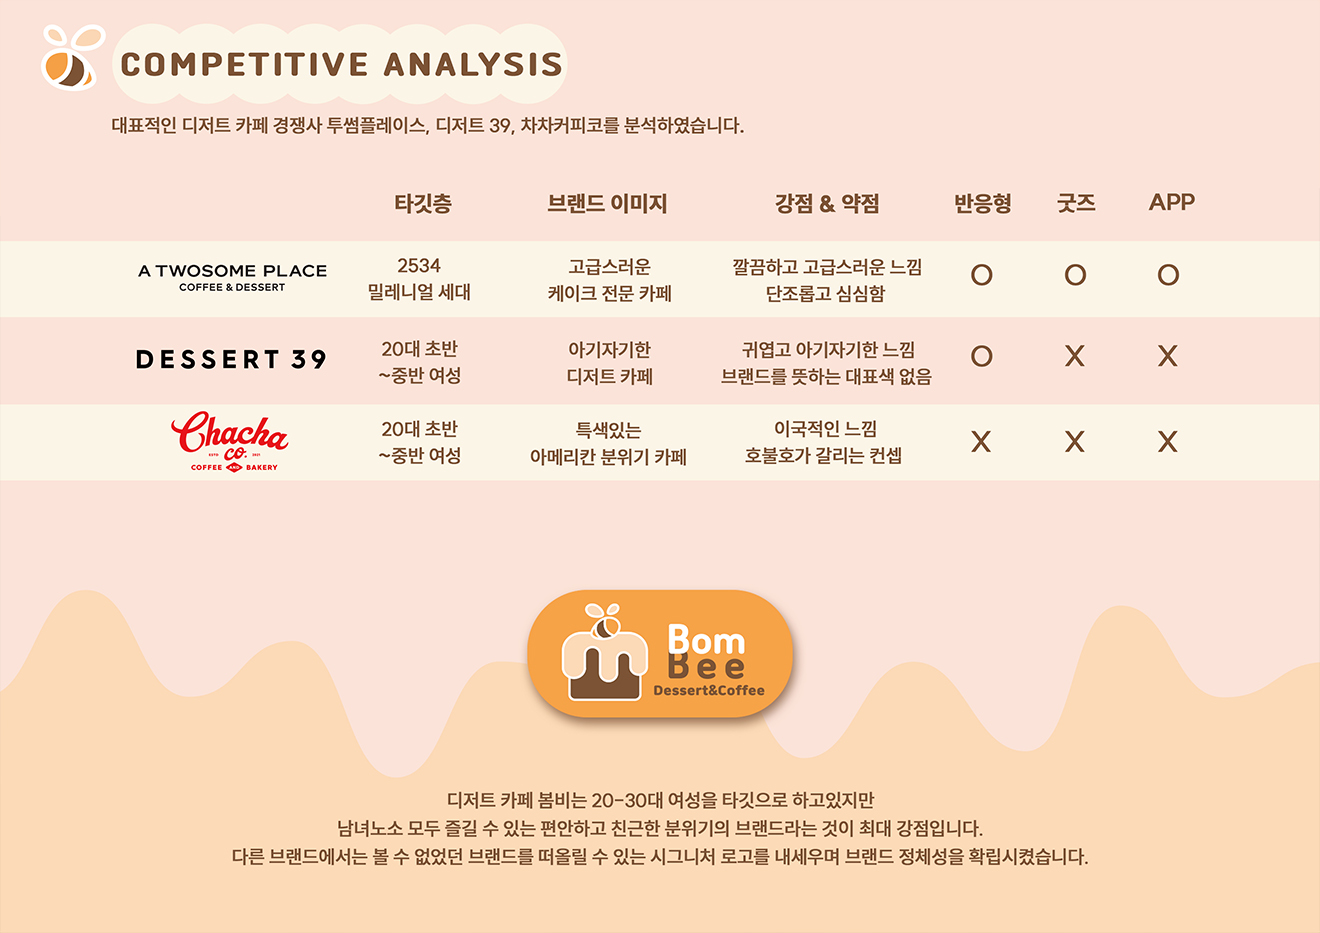 COMPETITIVE ANALYSIS
대표적인 디저트 카페 경쟁사 투썸플레이스, 디저트 39, 차차커피코를 분석하였습니다.
타깃층 브랜드 이미지 강점 & 약점 반응형 굿즈 APP
A TWOSOME PLACE
COFFEE & DESSERT
2534
밀레니얼 세대
고급스러운
케이크 전문 카페
깔끔하고 고급스러운 느낌
단조롭고 심심함
O O O
DESSERT 39
20대 초반
~중반 여성
아기자기한
디저트 카페
귀엽고 아기자기한 느낌
브랜드를 뜻하는 대표색 없음
O X X
Chacha
co.
COFFEE AND BAKERY
20대 초반
~중반 여성
특색있는
아메리칸 분위기 카페
이국적인 느낌
호불호가 갈리는 컨셉
X X X
Bom
Bee
Dessert&Coffee
디저트 카페 봄비는 20-30대 여성을 타깃으로 하고있지만
남녀노소 모두 즐길 수 있는 편안하고 친근한 분위기의 브랜드라는 것이 최대 강점입니다.
다른 브랜드에서는 볼 수 없었던 브랜드를 떠올릴 수 있는 시그니처 로고를 내세우며 브랜드 정체성을 확립시켰습니다.